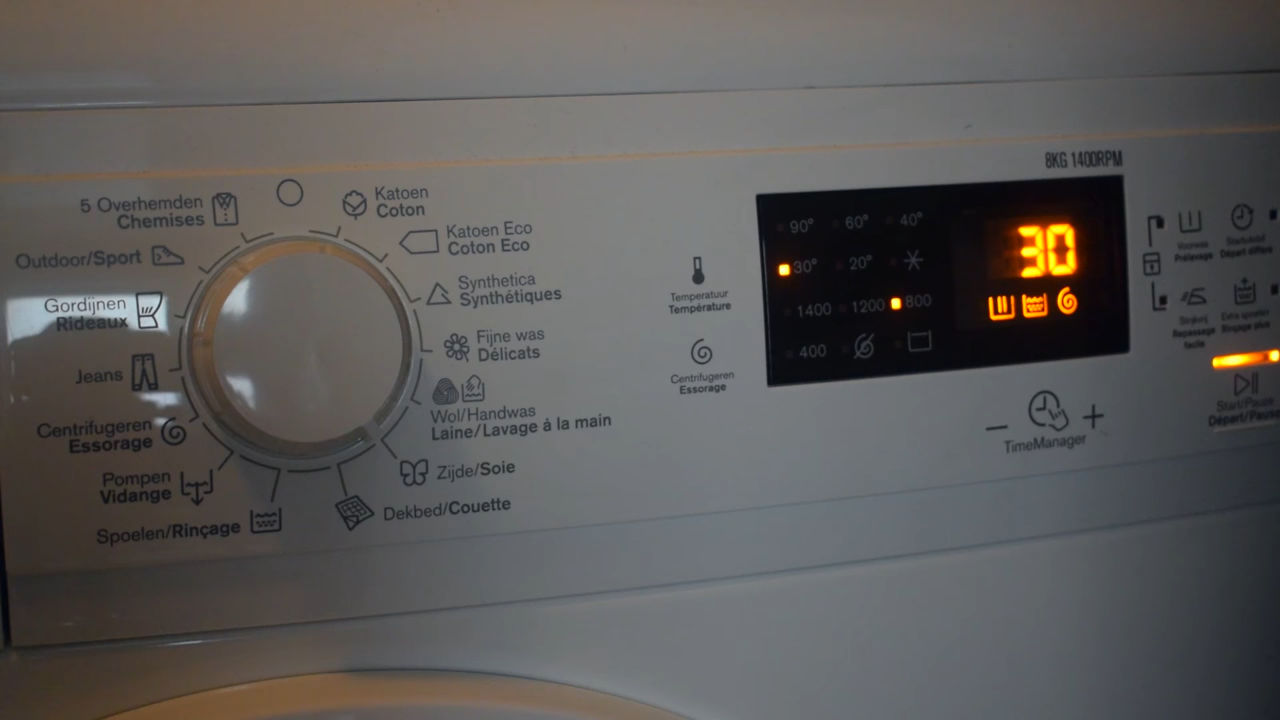 8KG 1400RPM
5 Overhemden
Chemises
Katoen
Coton
Outdoor/Sport
Katoen Eco
Coton Eco
Gordijnen
Rideaux
Synthetica
Synthétiques
Jeans
Fijne was
Délicats
Centrifugeren
Essorage
Wol/Handwas
Laine/Lavage à la main
Pompen
Vidange
Zijde/Soie
Spoelen/Rinçage
Dekbed/Couette
Temperatuur
Température
Centrifugeren
Essorage
90° 60° 40°
30° 20°
1400 1200 800
400
30
TimeManager
Voorwas
Prélavage
Startuitstel
Départ différé
Strijkvrij
Repassage
facile
Extra spoelen
Rinçage plus
Start/Pauze
Départ/Pause